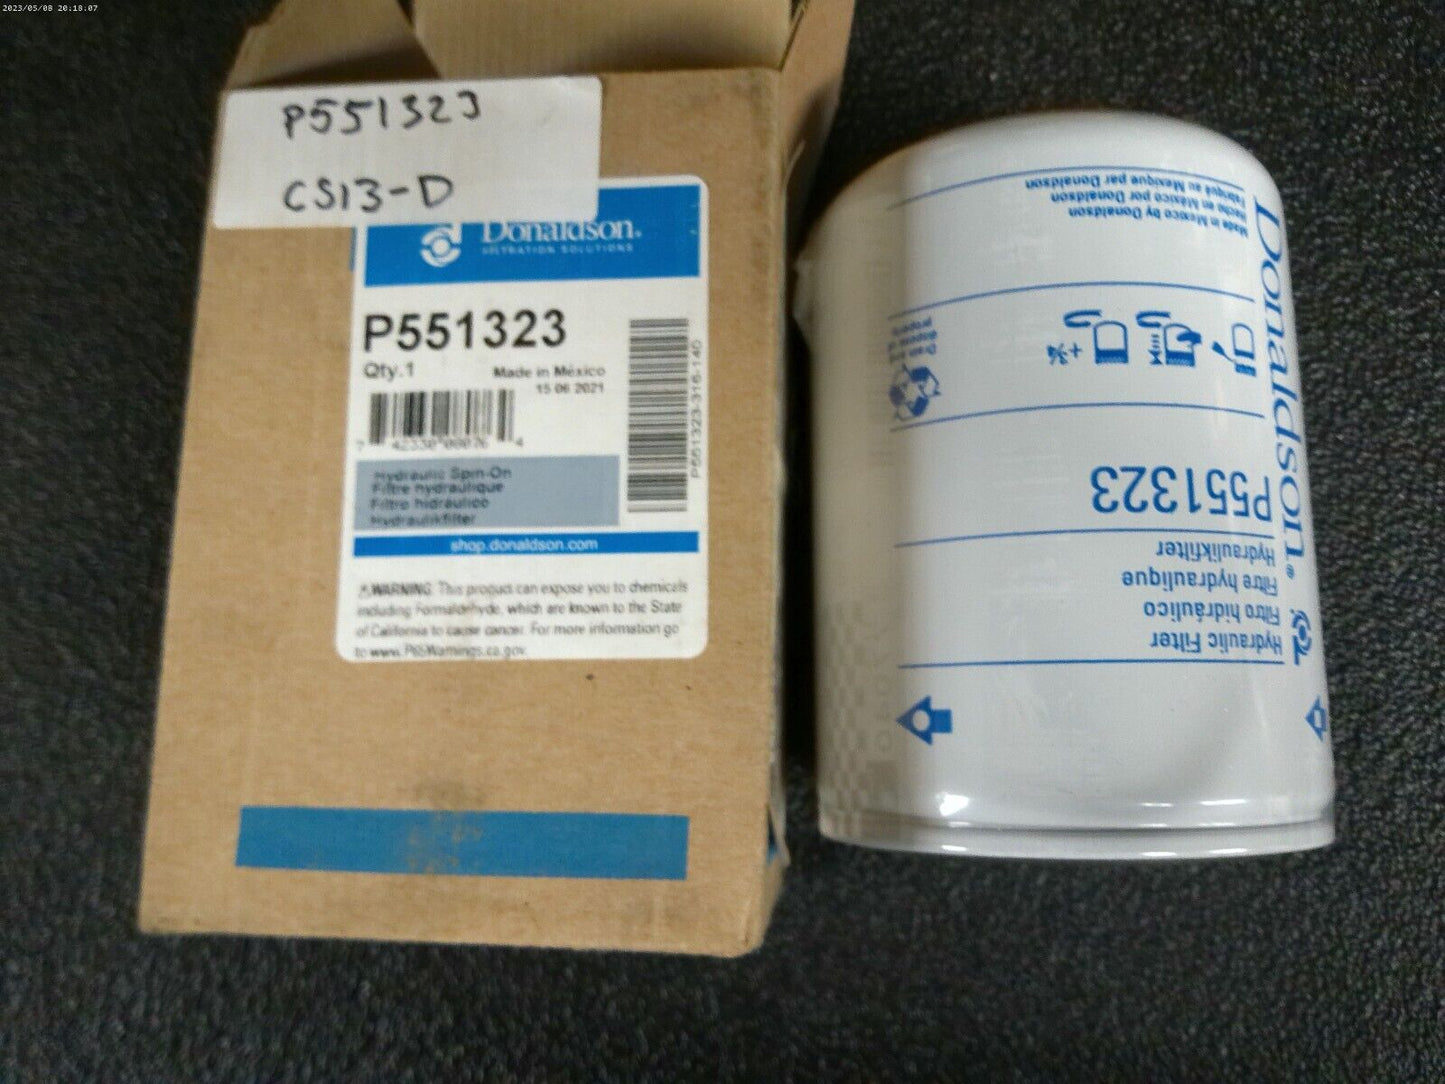 2023/05/08 20:18:07
P551323
CS13-D
Donaldson.
FILTRATION SOLUTIONS
P551323
Qty.1
Made in México
15 06 2021
P551323-316-140
Hydraulic Spin-On
Filtre hydraulique
Filtro hidráulico
Hydraulikfilter
shop.donaldson.com
⚠WARNING: This product can expose you to chemicals
including Formaldehyde, which are known to the State
of California to cause cancer. For more information go
to www.P65Warnings.ca.gov.
Donaldson®
Hydraulic Filter
Filtro hidráulico
Filtre hydraulique
Hydraulikfilter
P551323
+¾
Made in Mexico by Donaldson
Hecho en México por Donaldson
Fabriqué au Mexique par Donaldson